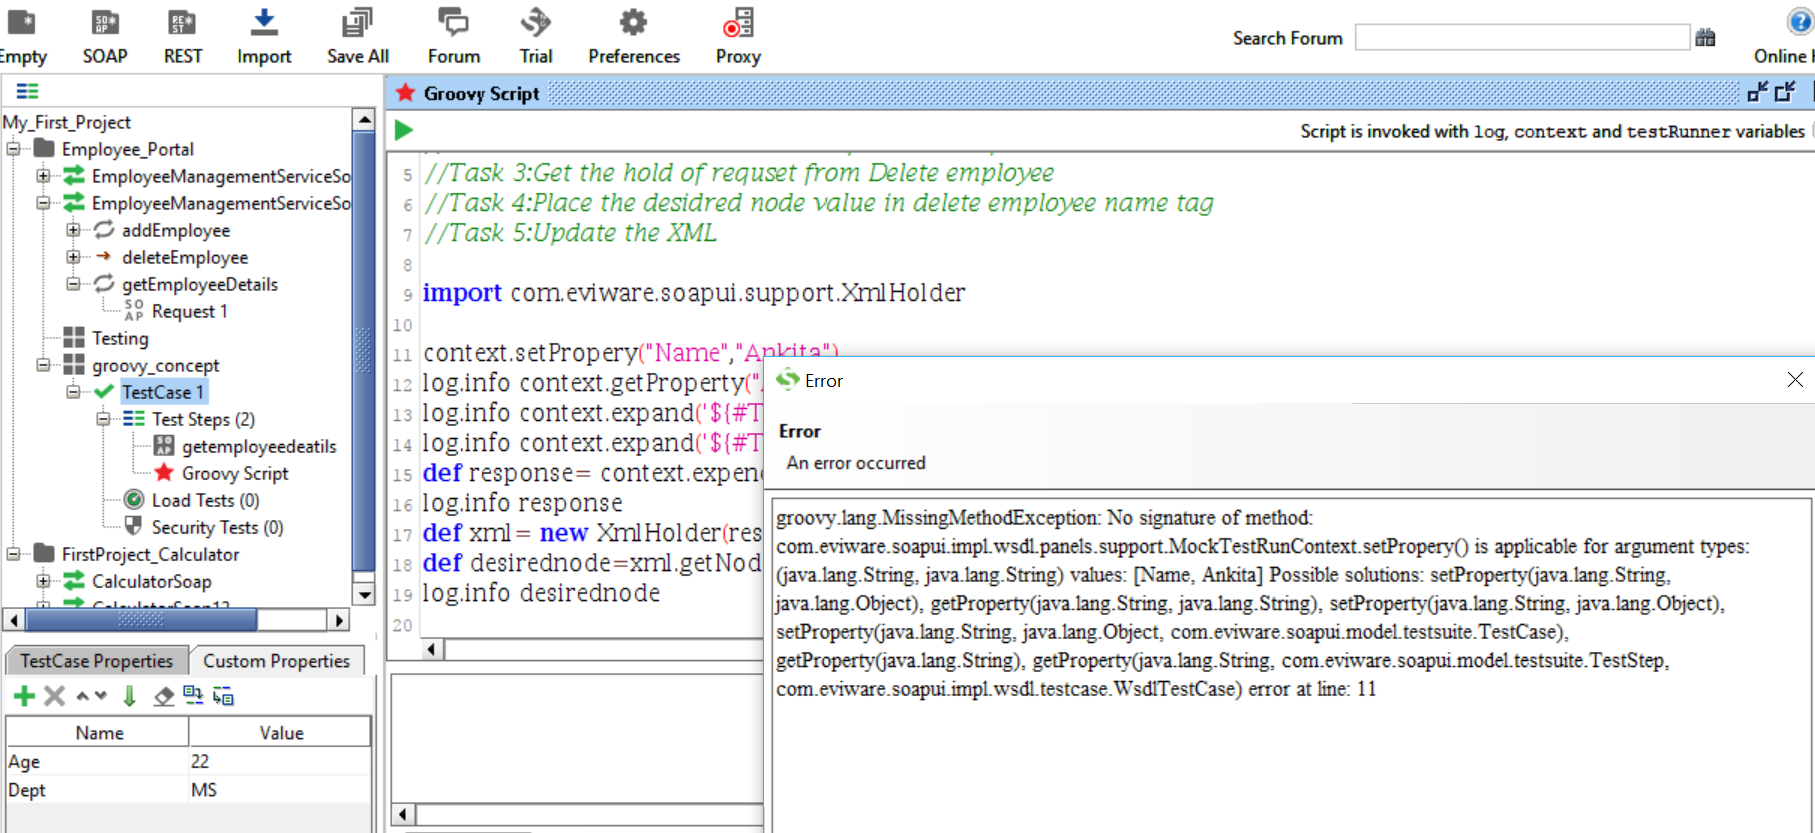 Empty SOAP REST Import Save All Forum Trial Preferences Proxy
Search Forum
Online
My_First_Project
Employee_Portal
EmployeeManagementServiceSo
EmployeeManagementServiceSo
addEmployee
deleteEmployee
getEmployeeDetails
SO AP Request 1
Testing
groovy_concept
TestCase 1
Test Steps (2)
getemployeedeatils
Groovy Script
Load Tests (0)
Security Tests (0)
FirstProject_Calculator
CalculatorSoap
TestCase Properties Custom Properties
Name Value
Age 22
Dept MS
Groovy Script
Script is invoked with log, context and testRunner variables
5 //Task 3:Get the hold of requset from Delete employee
6 //Task 4:Place the desidred node value in delete employee name tag
7 //Task 5:Update the XML
8
9 import com.eviware.soapui.support.XmlHolder
10
11 context.setPropery("Name","Ankita")
12 log.info context.getProperty("
13 log.info context.expand('${#T
14 log.info context.expand('${#T
15 def response= context.expen
16 log.info response
17 def xml= new XmlHolder(res
18 def desirednode=xml.getNod
19 log.info desirednode
20
Error
Error
An error occurred
groovy.lang.MissingMethodException: No signature of method:
com.eviware.soapui.impl.wsdl.panels.support.MockTestRunContext.setPropery() is applicable for argument types:
(java.lang.String, java.lang.String) values: [Name, Ankita] Possible solutions: setProperty(java.lang.String,
java.lang.Object), getProperty(java.lang.String, java.lang.String), setProperty(java.lang.String, java.lang.Object),
setProperty(java.lang.String, java.lang.Object, com.eviware.soapui.model.testsuite.TestCase),
getProperty(java.lang.String), getProperty(java.lang.String, com.eviware.soapui.model.testsuite.TestStep,
com.eviware.soapui.impl.wsdl.testcase.WsdlTestCase) error at line: 11